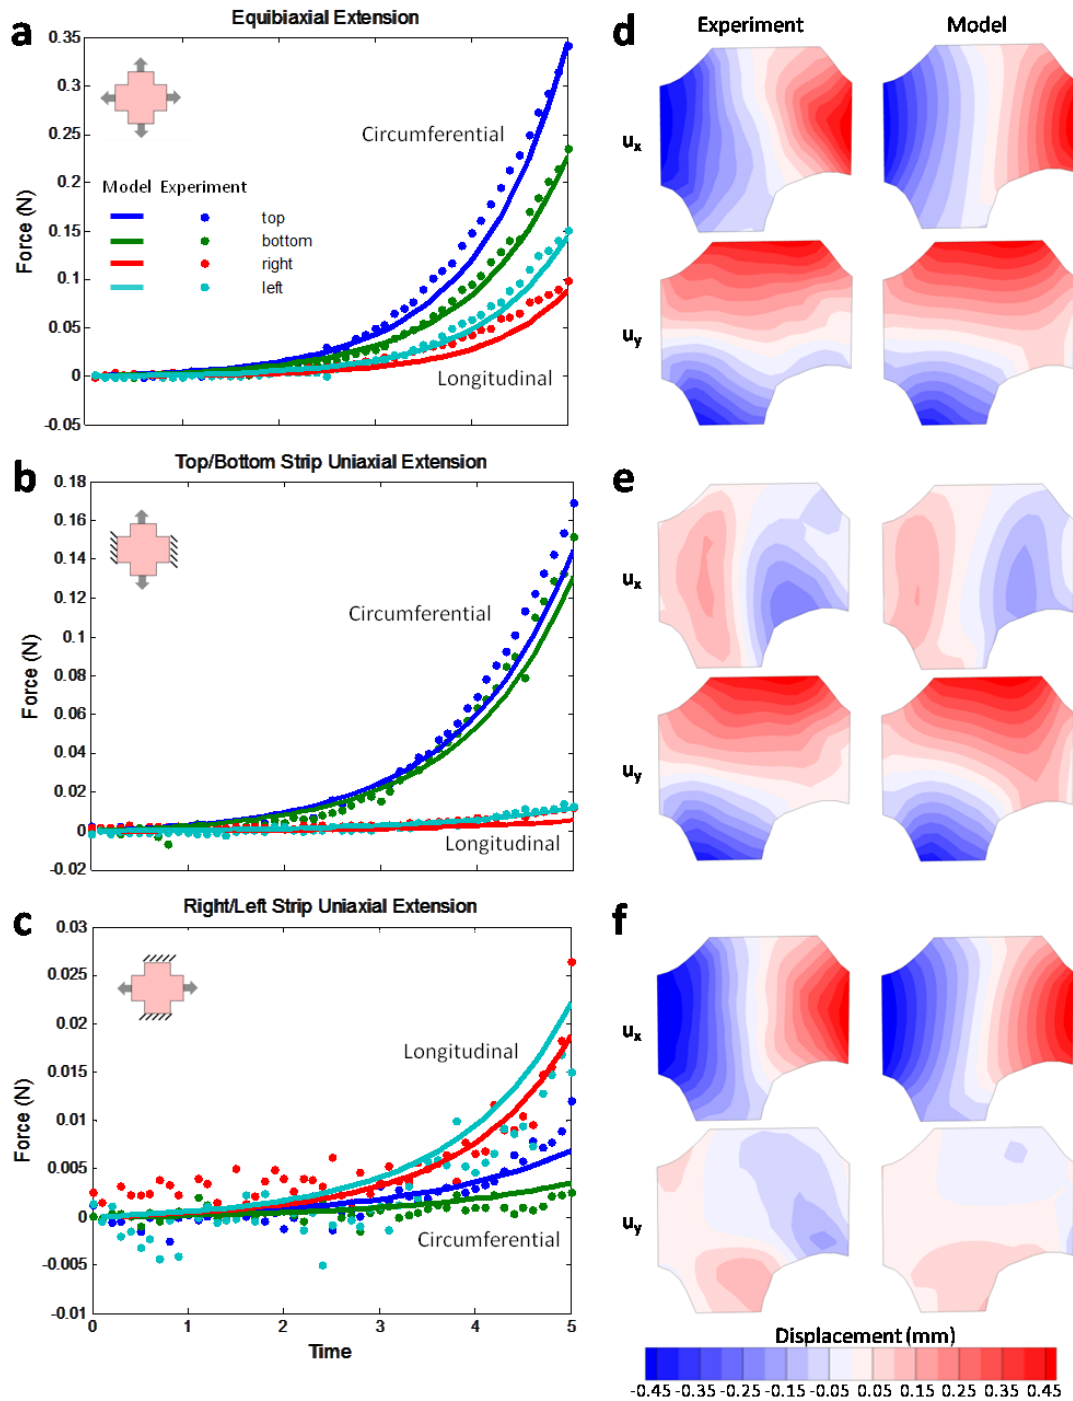 a
Equibiaxial Extension
0.35
0.3
0.25
0.2
0.15
0.1
0.05
0
-0.05
Force (N)
Circumferential
Model Experiment
top
bottom
right
left
Longitudinal
b
Top/Bottom Strip Uniaxial Extension
0.18
0.16
0.14
0.12
0.1
0.08
0.06
0.04
0.02
0
-0.02
Force (N)
Circumferential
Longitudinal
c
Right/Left Strip Uniaxial Extension
0.03
0.025
0.02
0.015
0.01
0.005
0
-0.005
-0.01
Force (N)
Longitudinal
Circumferential
0 1 2 3 4 5
Time
d
Experiment Model
ux
uy
e
ux
uy
f
ux
uy
Displacement (mm)
-0.45 -0.35 -0.25 -0.15 -0.05 0.05 0.15 0.25 0.35 0.45